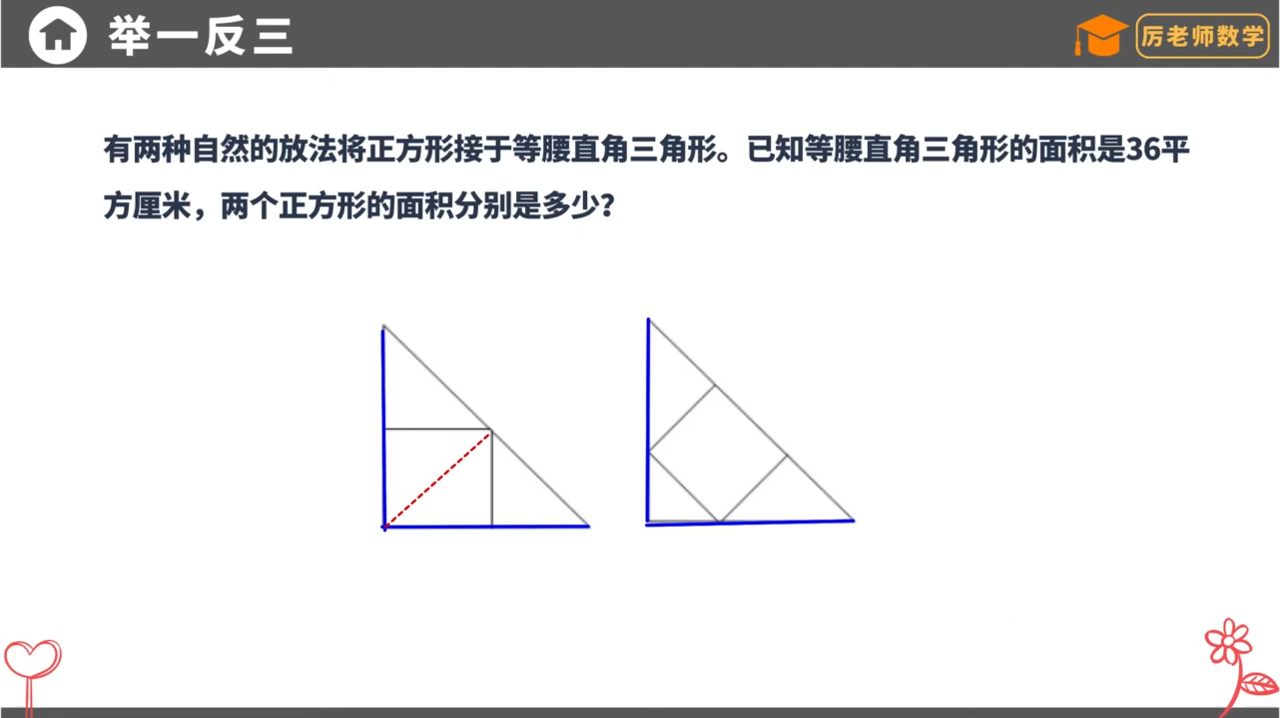 举一反三
厉老师数学
有两种自然的放法将正方形接于等腰直角三角形。已知等腰直角三角形的面积是36平
方厘米，两个正方形的面积分别是多少？